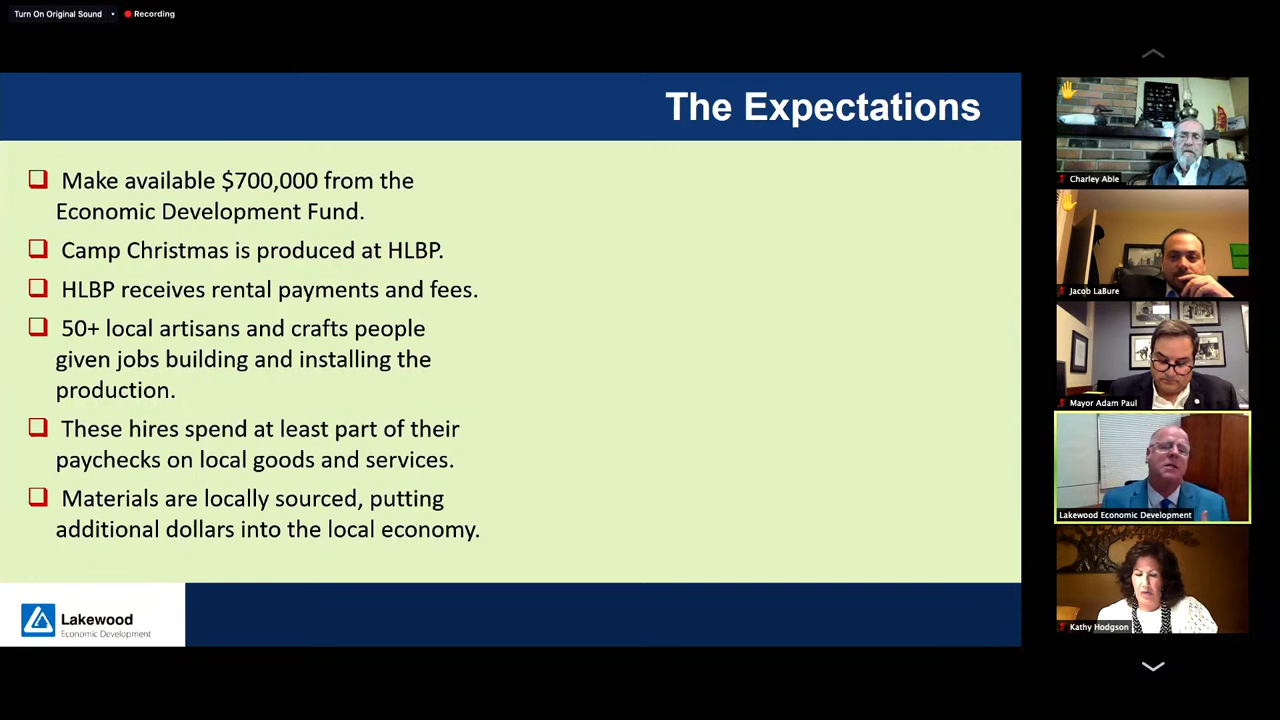 Turn On Original Sound
Recording
The Expectations
Make available $700,000 from the
Economic Development Fund.
Camp Christmas is produced at HLBP.
HLBP receives rental payments and fees.
50+ local artisans and crafts people
given jobs building and installing the
production.
These hires spend at least part of their
paychecks on local goods and services.
Materials are locally sourced, putting
additional dollars into the local economy.
Lakewood
Economic Development
Charley Able
Jacob LaBure
Mayor Adam Paul
Lakewood Economic Development
Kathy Hodgson